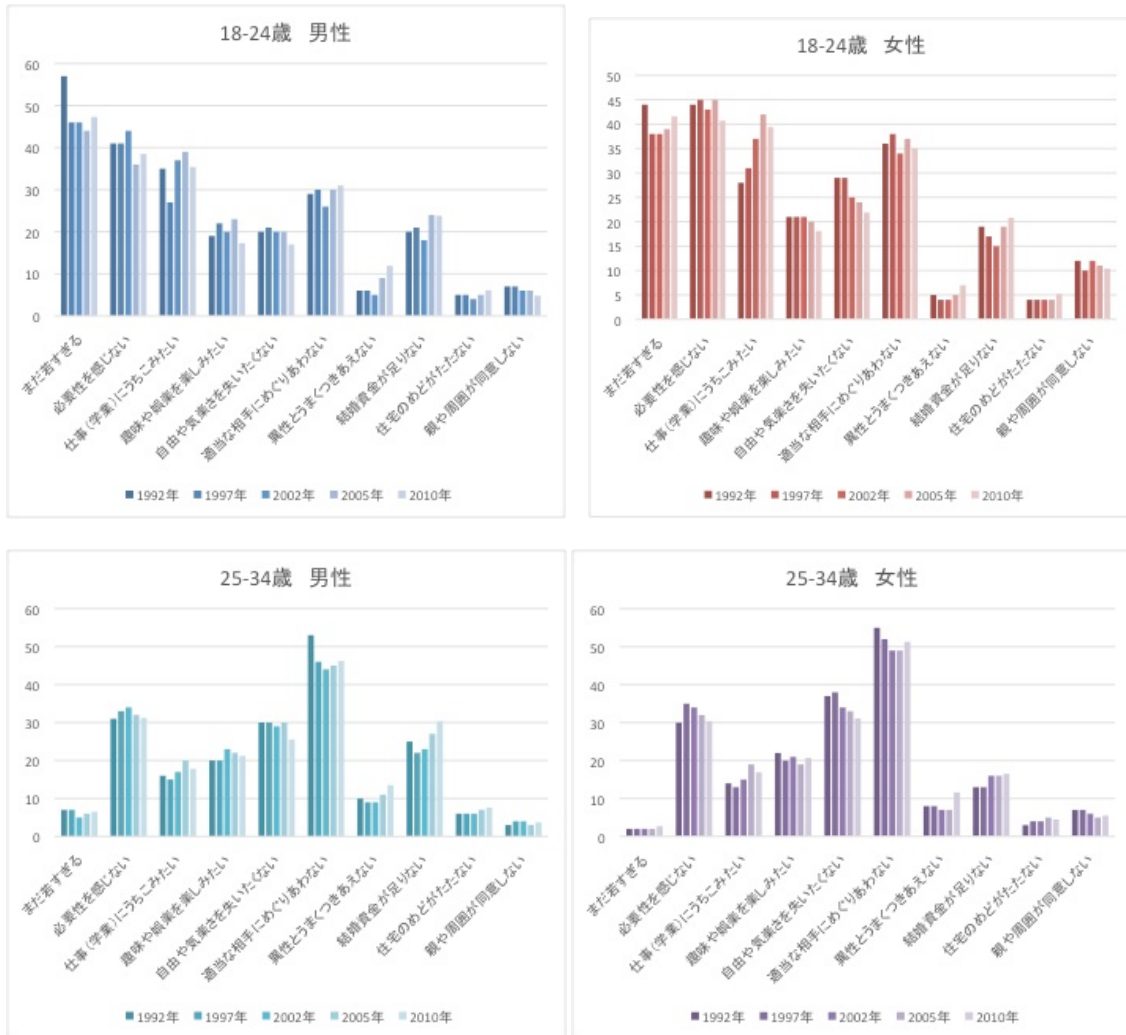 18-24歳 男性
60
50
40
30
20
10
0
まだ若すぎる
必要性を感じない
仕事(学業)にうちこみたい
趣味や娯楽を楽しみたい
自由や気楽さを失いたくない
適当な相手にめぐりあわない
異性とうまくつきあえない
結婚資金が足りない
住宅のめどがたたない
親や周囲が同意しない
1992年 1997年 2002年 2005年 2010年
18-24歳 女性
50
45
40
35
30
25
20
15
10
5
0
まだ若すぎる
必要性を感じない
仕事(学業)にうちこみたい
趣味や娯楽を楽しみたい
自由や気楽さを失いたくない
適当な相手にめぐりあわない
異性とうまくつきあえない
結婚資金が足りない
住宅のめどがたたない
親や周囲が同意しない
1992年 1997年 2002年 2005年 2010年
25-34歳 男性
60
50
40
30
20
10
0
まだ若すぎる
必要性を感じない
仕事(学業)にうちこみたい
趣味や娯楽を楽しみたい
自由や気楽さを失いたくない
適当な相手にめぐりあわない
異性とうまくつきあえない
結婚資金が足りない
住宅のめどがたたない
親や周囲が同意しない
1992年 1997年 2002年 2005年 2010年
25-34歳 女性
60
50
40
30
20
10
0
まだ若すぎる
必要性を感じない
仕事(学業)にうちこみたい
趣味や娯楽を楽しみたい
自由や気楽さを失いたくない
適当な相手にめぐりあわない
異性とうまくつきあえない
結婚資金が足りない
住宅のめどがたたない
親や周囲が同意しない
1992年 1997年 2002年 2005年 2010年